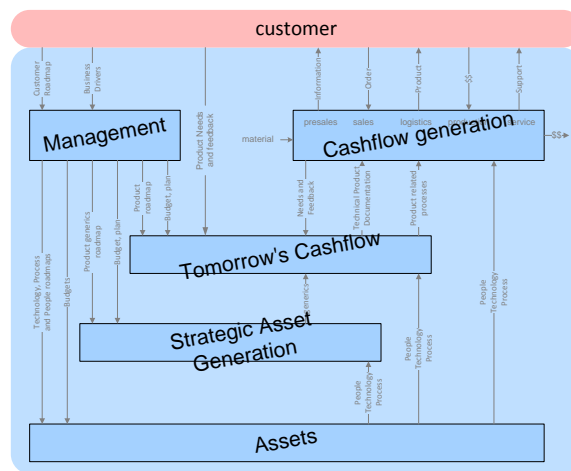 customer
Customer
Roadmap
Business
Drivers
Product Needs
and feedback
Information
Order
Product
$$
Support
Management
material
presales
sales
logistics
service
Cashflow generation
$$
Product
roadmap
Budget, plan
Needs and
Feedback
Technical Product
Documentation
Product related
processes
Technology, Process
and People roadmaps
Budgets
Product generics
roadmap
Budget, plan
Tomorrow's Cashflow
generics
People
Technology
Process
Strategic Asset
Generation
People
Technology
Process
People
Technology
Process
Assets